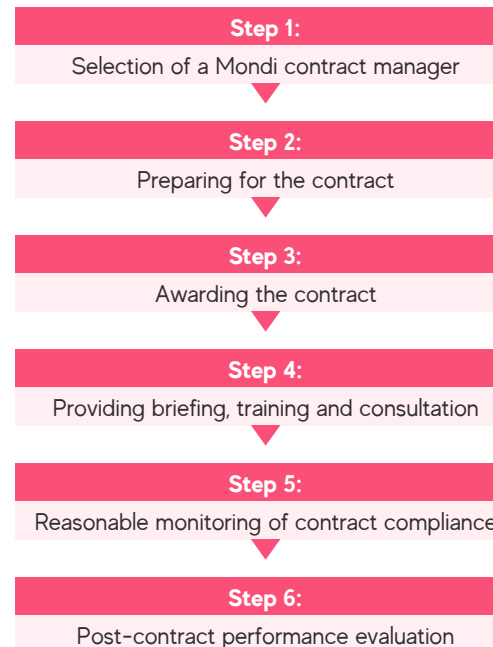 Step 1:
Selection of a Mondi contract manager
Step 2:
Preparing for the contract
Step 3:
Awarding the contract
Step 4:
Providing briefing, training and consultation
Step 5:
Reasonable monitoring of contract compliance
Step 6:
Post-contract performance evaluation